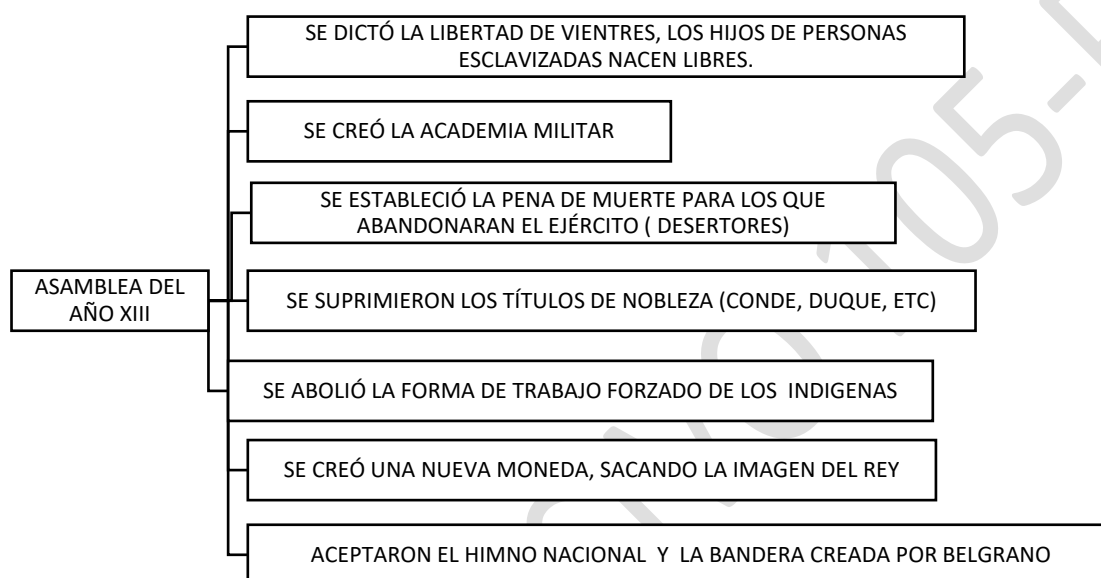 SE DICTÓ LA LIBERTAD DE VIENTRES, LOS HIJOS DE PERSONAS
ESCLAVIZADAS NACEN LIBRES.
SE CREÓ LA ACADEMIA MILITAR
SE ESTABLECIÓ LA PENA DE MUERTE PARA LOS QUE
ABANDONARAN EL EJÉRCITO ( DESERTORES)
ASAMBLEA DEL
AÑO XIII
SE SUPRIMIERON LOS TÍTULOS DE NOBLEZA (CONDE, DUQUE, ETC)
SE ABOLIÓ LA FORMA DE TRABAJO FORZADO DE LOS INDIGENAS
SE CREÓ UNA NUEVA MONEDA, SACANDO LA IMAGEN DEL REY
ACEPTARON EL HIMNO NACIONAL Y LA BANDERA CREADA POR BELGRANO